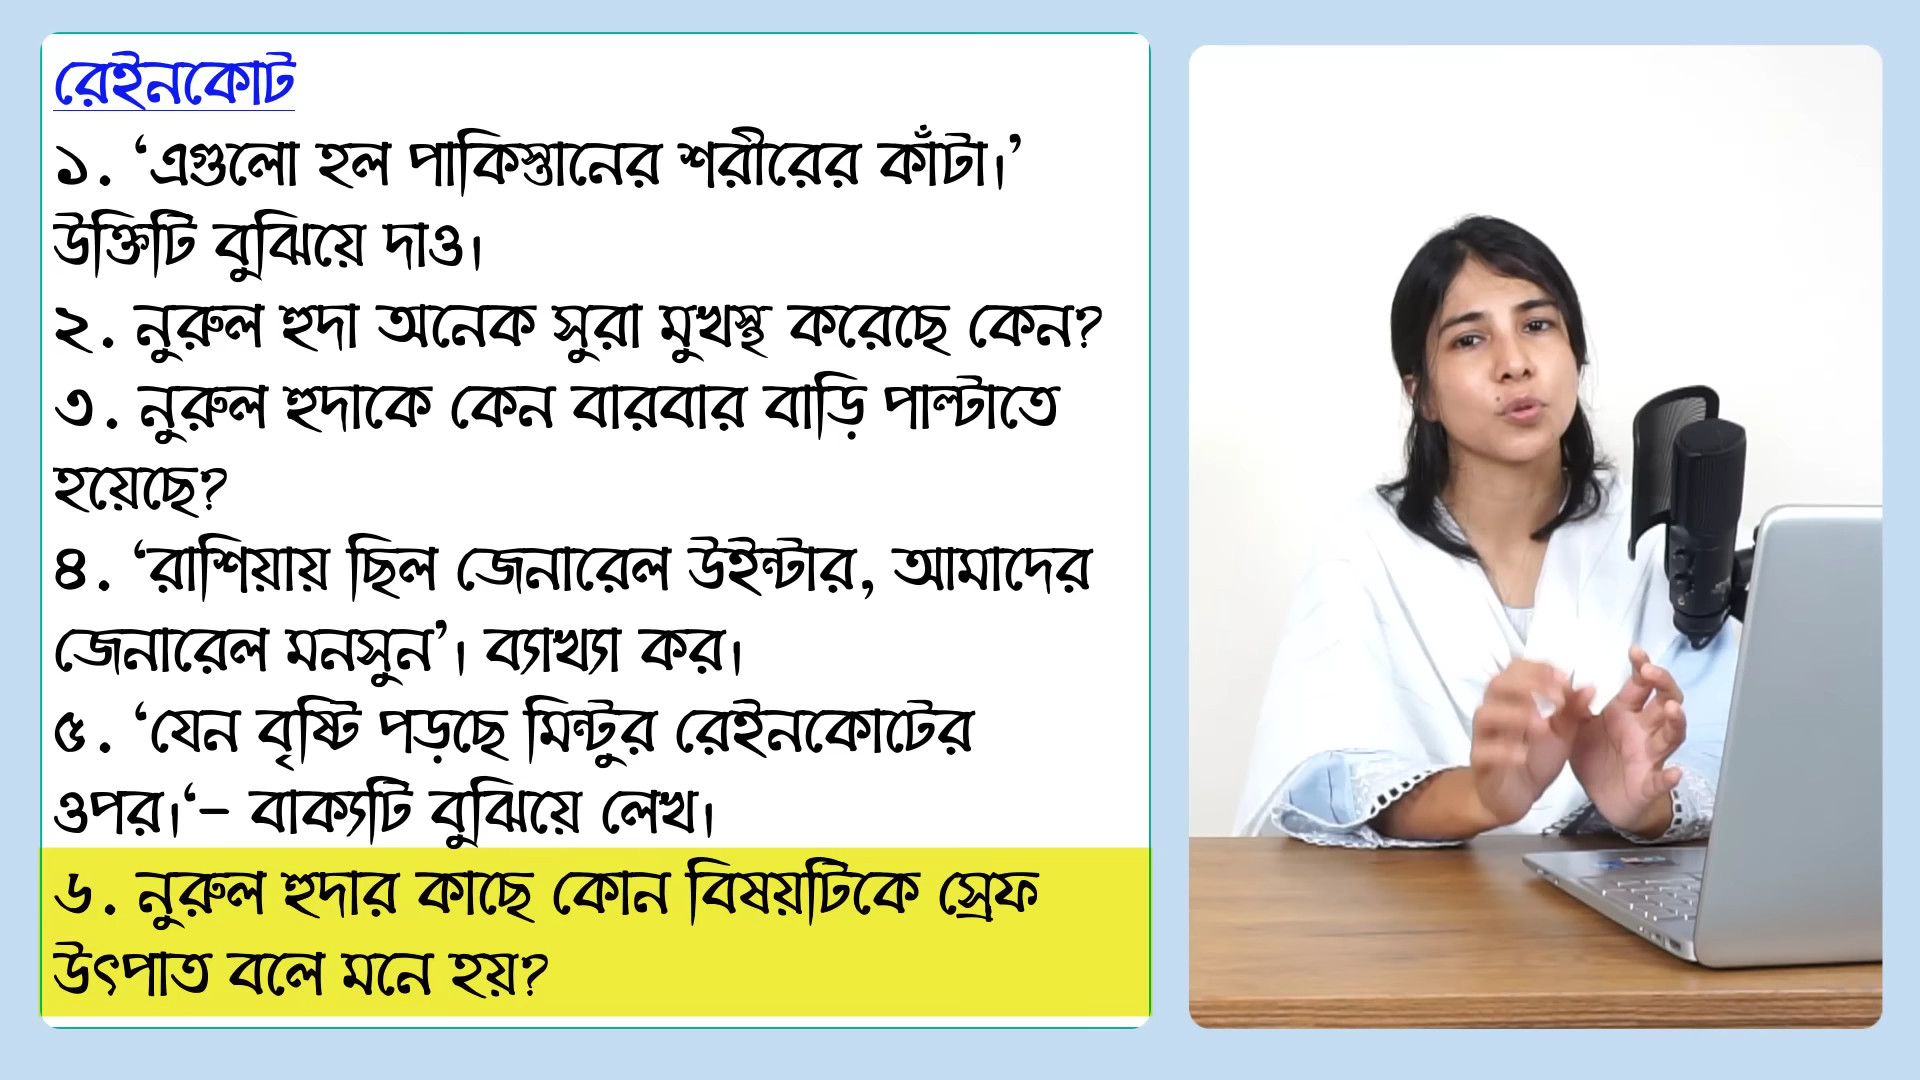 রেইনকোট
১. ‘এগুলো হল পাকিস্তানের শরীরের কাঁটা।’
উক্তিটি বুঝিয়ে দাও।
২. নুরুল হুদা অনেক সুরা মুখস্থ করেছে কেন?
৩. নুরুল হুদাকে কেন বারবার বাড়ি পাল্টাতে
হয়েছে?
৪. ‘রাশিয়ায় ছিল জেনারেল উইন্টার, আমাদের
জেনারেল মনসুন’। ব্যাখ্যা কর।
৫. ‘যেন বৃষ্টি পড়ছে মিন্টুর রেইনকোটের
ওপর।‘– বাক্যটি বুঝিয়ে লেখ।
৬. নুরুল হুদার কাছে কোন বিষয়টিকে স্রেফ
উৎপাত বলে মনে হয়?